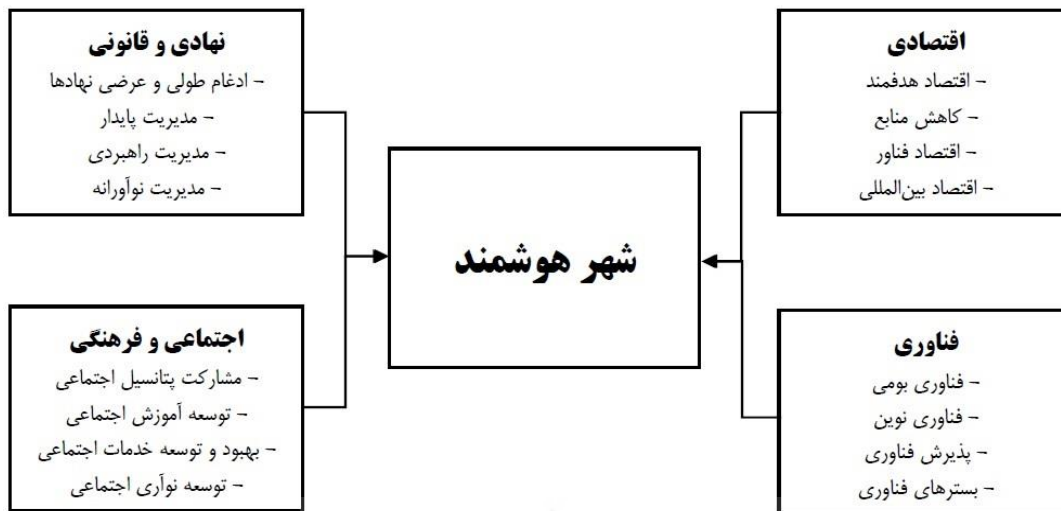 اقتصادی
- اقتصاد هدفمند
- کاهش منابع
- اقتصاد فناور
- اقتصاد بین‌المللی
نهادی و قانونی
- ادغام طولی و عرضی نهادها
- مدیریت پایدار
- مدیریت راهبردی
- مدیریت نوآورانه
شهر هوشمند
فناوری
- فناوری بومی
- فناوری نوین
- پذیرش فناوری
- بسترهای فناوری
اجتماعی و فرهنگی
- مشارکت پتانسیل اجتماعی
- توسعه آموزش اجتماعی
- بهبود و توسعه خدمات اجتماعی
- توسعه نوآری اجتماعی